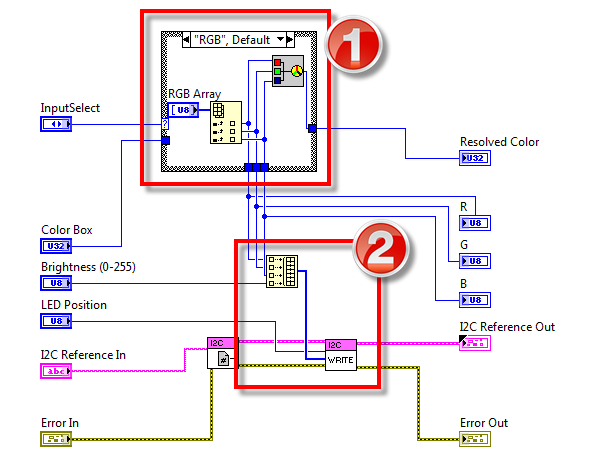 "RGB", Default
1
RGB Array
U8
InputSelect
?
Resolved Color
U32
R
U8
Color Box
U32
G
U8
2
Brightness (0-255)
U8
B
U8
LED Position
U8
I2C Reference Out
I2C Reference In
abc
I2C
#
I2C
WRITE
Error In
Error Out